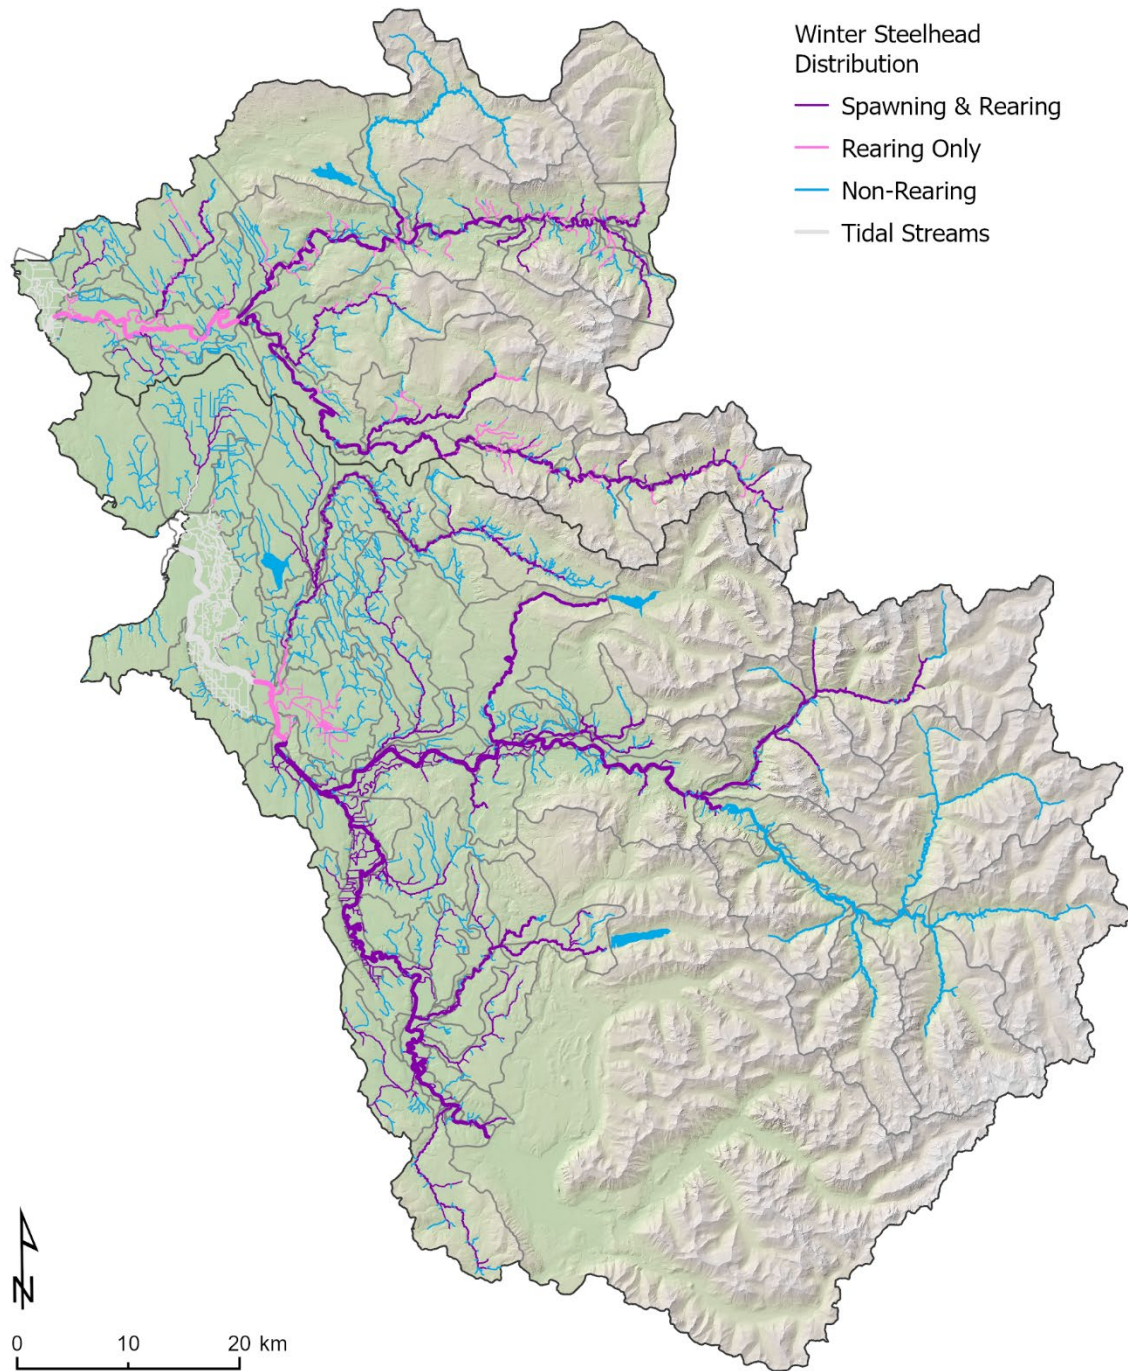 Winter Steelhead
Distribution
Spawning & Rearing
Rearing Only
Non-Rearing
Tidal Streams
N
0 10 20 km